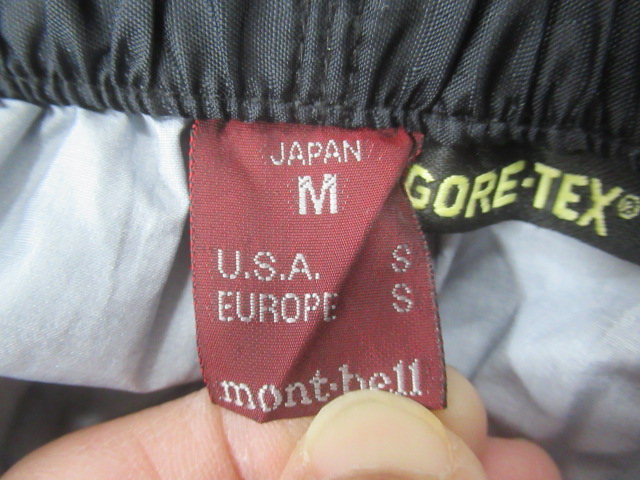 JAPAN
M
U.S.A. S
EUROPE S
mont-bell
GORE-TEX®